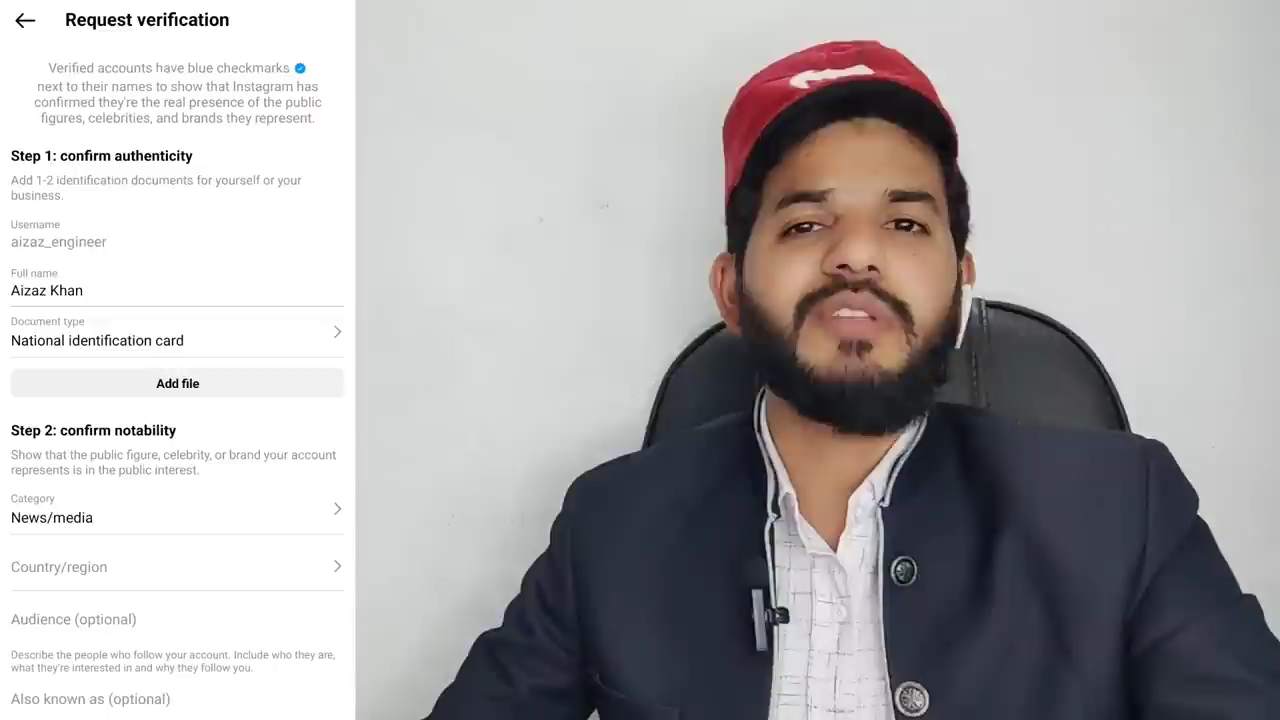 Request verification
Verified accounts have blue checkmarks
next to their names to show that Instagram has
confirmed they're the real presence of the public
figures, celebrities, and brands they represent.
Step 1: confirm authenticity
Add 1-2 identification documents for yourself or your
business.
Username
aizaz_engineer
Full name
Aizaz Khan
Document type
National identification card
Add file
Step 2: confirm notability
Show that the public figure, celebrity, or brand your account
represents is in the public interest.
Category
News/media
Country/region
Audience (optional)
Describe the people who follow your account. Include who they are,
what they're interested in and why they follow you.
Also known as (optional)